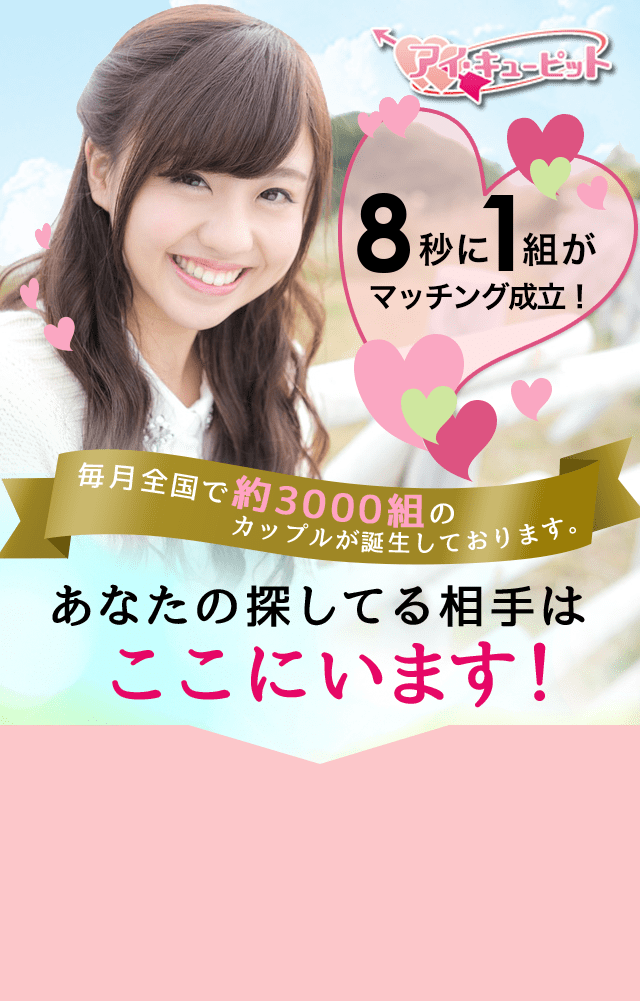 アイ・キューピット
8秒に1組が
マッチング成立！
毎月全国で約3000組の
カップルが誕生しております。
あなたの探してる相手は
ここにいます！